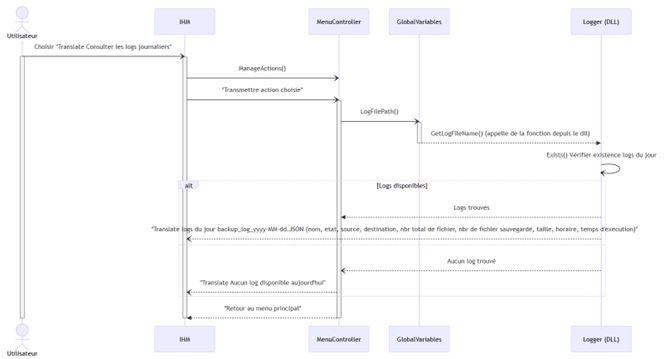 IHM
MenuController
GlobalVariables
Logger (DLL)
Utilisateur
Choisir "Translate Consulter les logs journaliers"
ManageActions()
"Transmettre action choisie"
LogFilePath()
GetLogFileName() (appelle de la fonction depuis le dll)
Exists() Vérifier existence logs du jour
alt
[Logs disponibles]
Logs trouvés
"Translate logs du jour backup_log_yyyy-MM-dd.JSON (nom, etat, source, destination, nbr total de fichier, nbr de fichier sauvegardé, taille, horaire, temps d'execution)"
Aucun log trouvé
"Translate Aucun log disponible aujourd'hui"
"Retour au menu principal"
IHM
MenuController
GlobalVariables
Logger (DLL)
Utilisateur